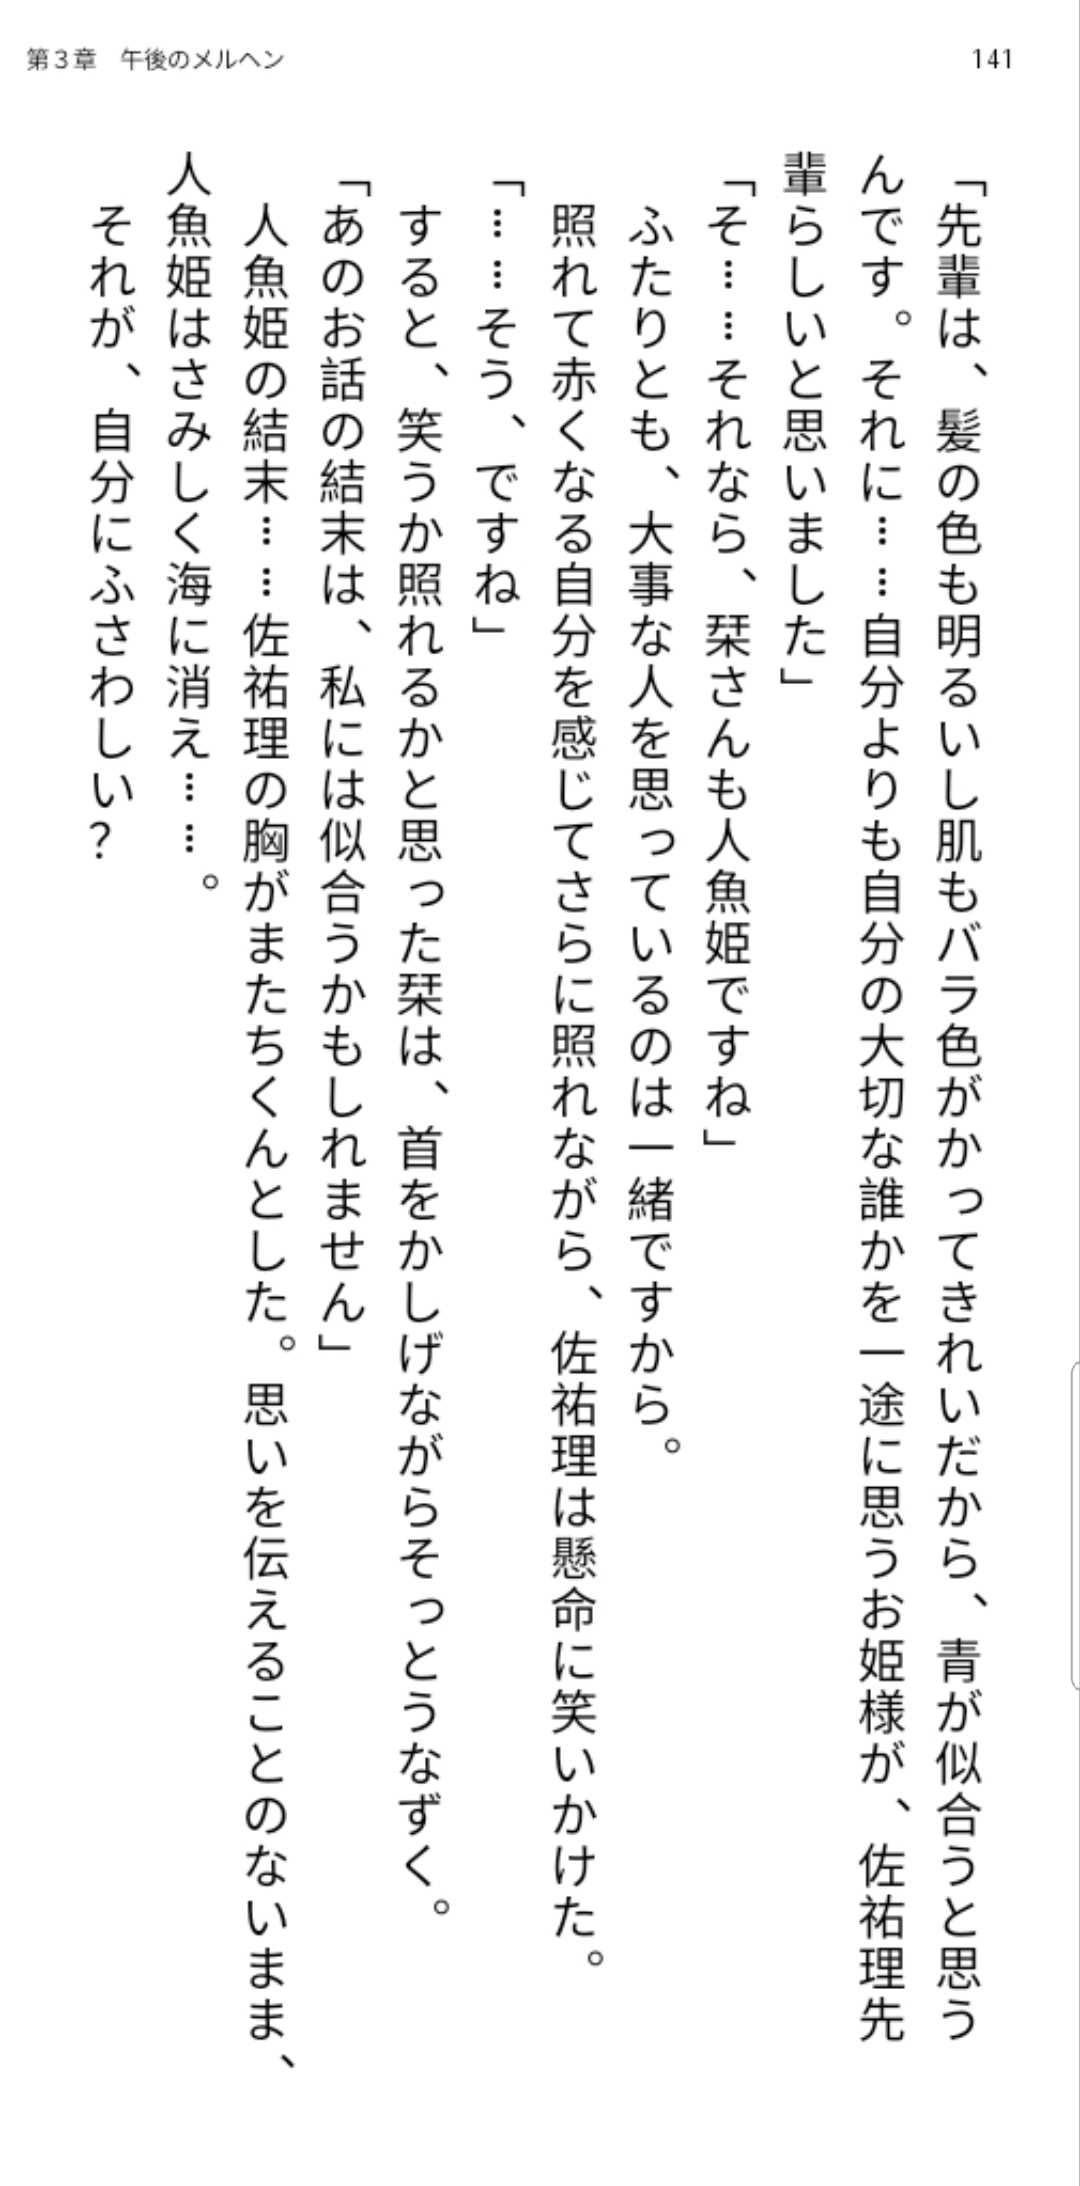 第３章　午後のメルヘン
141
「先輩は、髪の色も明るいし肌もバラ色がかってきれいだから、青が似合うと思う
んです。それに……自分よりも自分の大切な誰かを一途に思うお姫様が、佐祐理先
輩らしいと思いました」
「そ……それなら、栞さんも人魚姫ですね」
　ふたりとも、大事な人を思っているのは一緒ですから。
　照れて赤くなる自分を感じてさらに照れながら、佐祐理は懸命に笑いかけた。
「……そう、ですね」
　すると、笑うか照れるかと思った栞は、首をかしげながらそっとうなずく。
「あのお話の結末は、私には似合うかもしれません」
　人魚姫の結末……佐祐理の胸がまたちくんとした。思いを伝えることのないまま、
人魚姫はさみしく海に消え……。
　それが、自分にふさわしい？